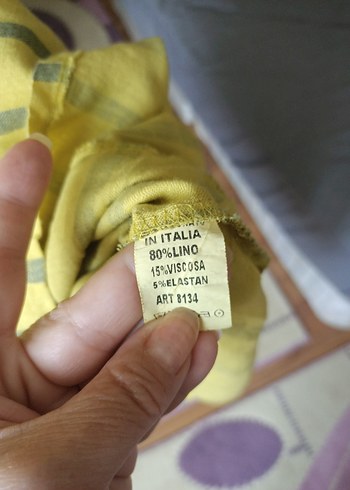 IN ITALIA
80%LINO
15%VISCOSA
5%ELASTAN
ART 8134